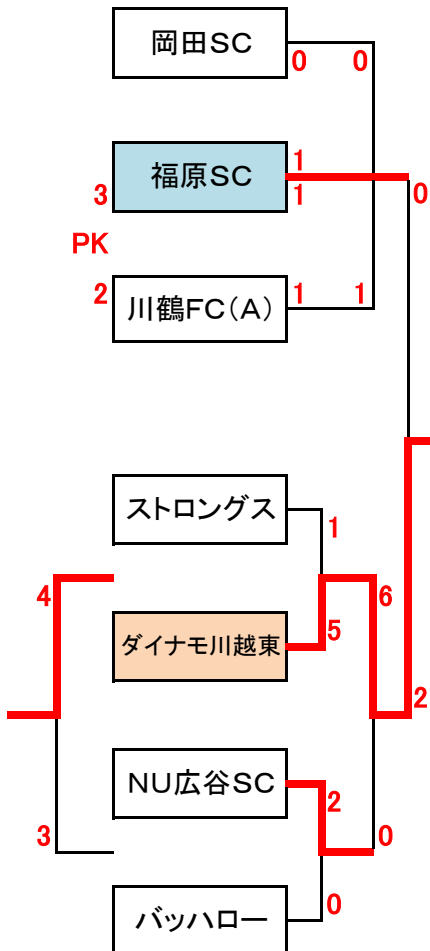 岡田SC
0 0
1
福原SC
3 1 0
PK
2 川鶴FC(A) 1 1
ストロングス
1
4 6
ダイナモ川越東 5
2
NU広谷SC
2
3 0
0
バッハロー